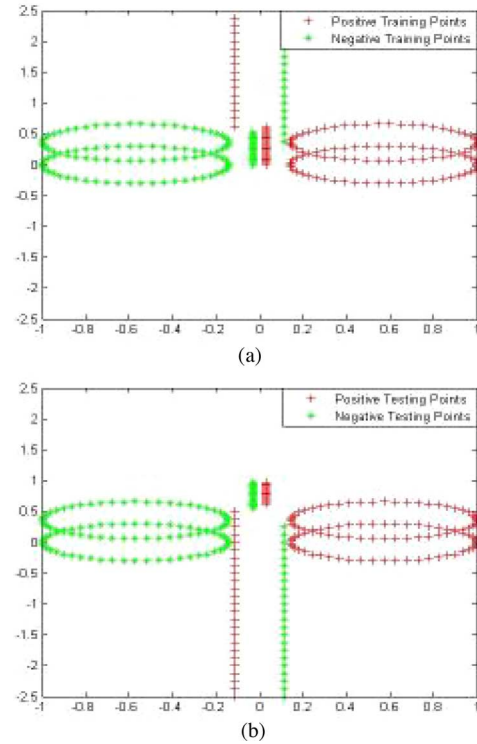 2.5
Positive Training Points
2
Negative Training Points
1.5
1
0.5
0
-0.5
-1
-1.5
-2
-2.5
-1 -0.8 -0.6 -0.4 -0.2 0 0.2 0.4 0.6 0.8 1
(a)
2.5
Positive Testing Points
2
Negative Testing Points
1.5
1
0.5
0
-0.5
-1
-1.5
-2
-2.5
-1 -0.8 -0.6 -0.4 -0.2 0 0.2 0.4 0.6 0.8 1
(b)